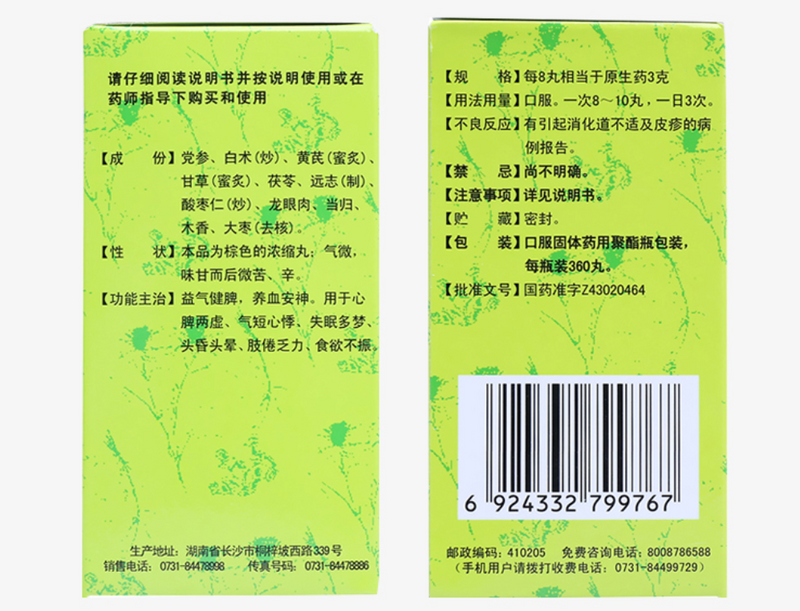 请仔细阅读说明书并按说明使用或在
药师指导下购买和使用
【成 份】党参、白术(炒)、黄芪(蜜炙)、
甘草(蜜炙)、茯苓、远志(制)、
酸枣仁(炒)、龙眼肉、当归、
木香、大枣(去核)。
【性 状】本品为棕色的浓缩丸；气微，
味甘而后微苦、辛。
【功能主治】益气健脾，养血安神。用于心
脾两虚、气短心悸、失眠多梦、
头昏头晕、肢倦乏力、食欲不振。
生产地址: 湖南省长沙市桐梓坡西路339号
销售电话: 0731-84478998 传真号码: 0731-84478886
【规 格】每8丸相当于原生药3克
【用法用量】口服。一次8～10丸，一日3次。
【不良反应】有引起消化道不适及皮疹的病
例报告。
【禁 忌】尚不明确。
【注意事项】详见说明书。
【贮 藏】密封。
【包 装】口服固体药用聚酯瓶包装，
每瓶装360丸。
【批准文号】国药准字Z43020464
6 924332 799767
邮政编码: 410205 免费咨询电话: 8008786588
(手机用户请拨打收费电话: 0731-84499729)